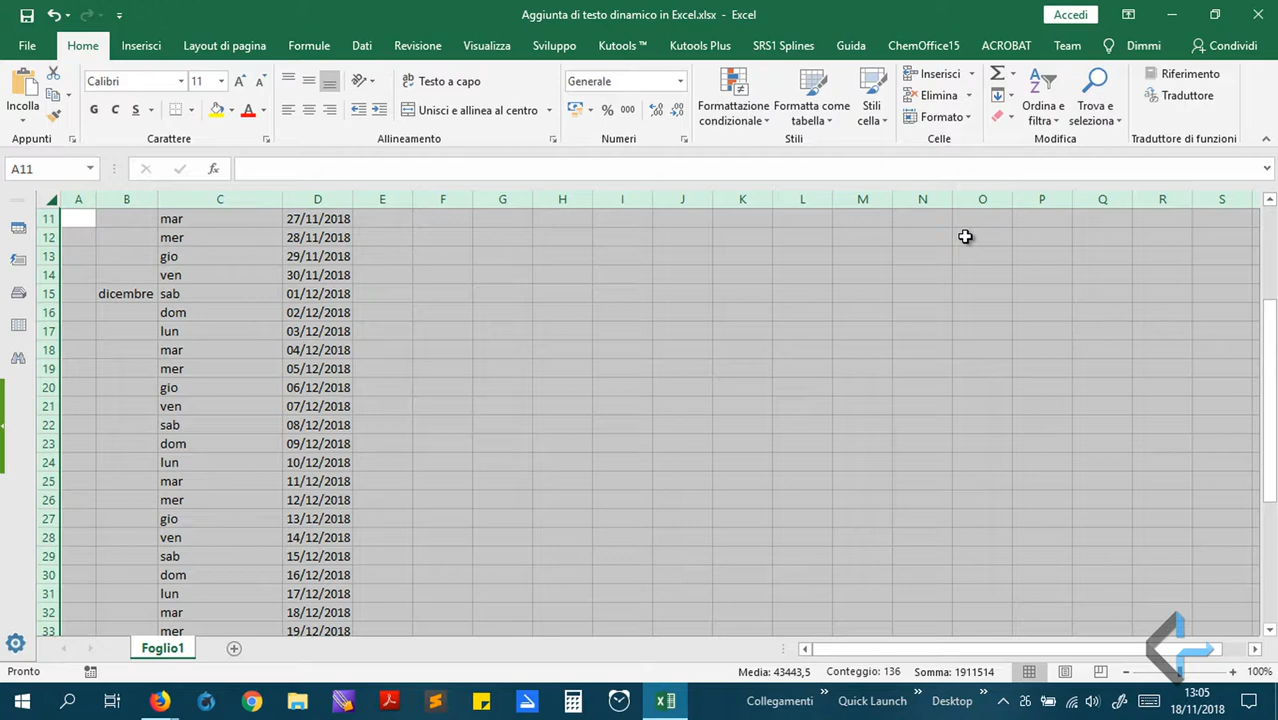 Aggiunta di testo dinamico in Excel.xlsx - Excel
Accedi
File Home Inserisci Layout di pagina Formule Dati Revisione Visualizza Sviluppo Kutools ™ Kutools Plus SRS1 Splines Guida ChemOffice15 ACROBAT Team Dimmi Condividi
Incolla
Calibri 11
G C S A
Testo a capo
Unisci e allinea al centro
Generale
% 000
Formattazione condizionale
Formatta come tabella
Stili cella
Inserisci
Elimina
Formato
Ordina e filtra
Trova e seleziona
Riferimento
Traduttore
Appunti Carattere Allineamento Numeri Stili Celle Modifica Traduttore di funzioni
A11 fx
A B C D E F G H I J K L M N O P Q R S
11 mar 27/11/2018
12 mer 28/11/2018
13 gio 29/11/2018
14 ven 30/11/2018
15 dicembre sab 01/12/2018
16 dom 02/12/2018
17 lun 03/12/2018
18 mar 04/12/2018
19 mer 05/12/2018
20 gio 06/12/2018
21 ven 07/12/2018
22 sab 08/12/2018
23 dom 09/12/2018
24 lun 10/12/2018
25 mar 11/12/2018
26 mer 12/12/2018
27 gio 13/12/2018
28 ven 14/12/2018
29 sab 15/12/2018
30 dom 16/12/2018
31 lun 17/12/2018
32 mar 18/12/2018
33 mer 19/12/2018
Foglio1
Pronto Media: 43443,5 Conteggio: 136 Somma: 1911514 100%
Collegamenti Quick Launch Desktop 26 13:05
18/11/2018